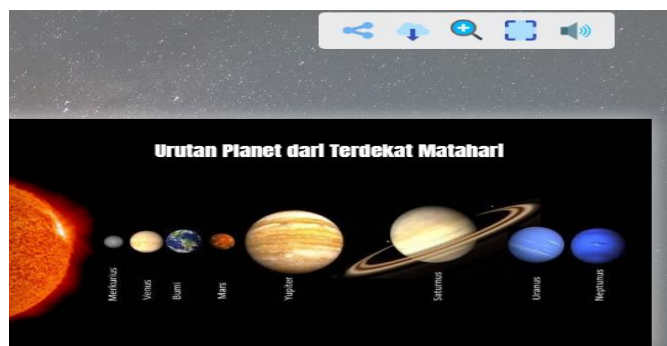 Urutan Planet dari Terdekat Matahari
Merkurius
Venus
Bumi
Mars
Yupiter
Saturnus
Uranus
Neptunus